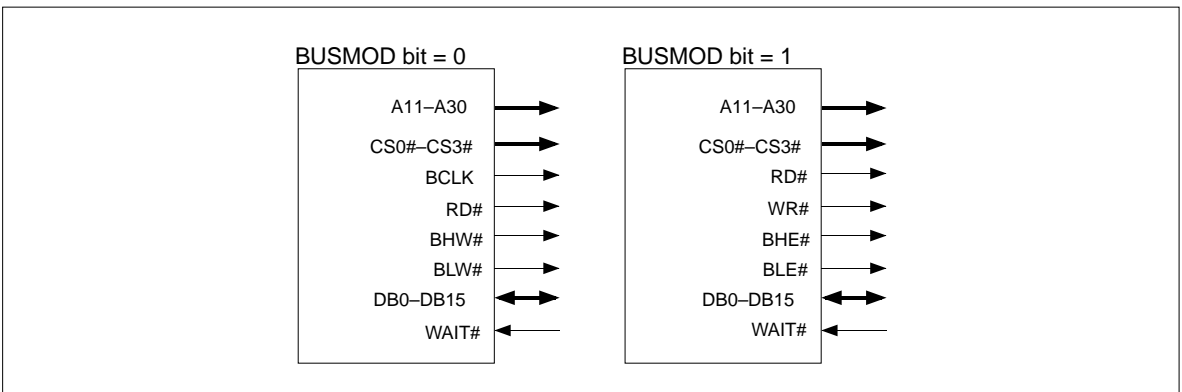 BUSMOD bit = 0
A11–A30
CS0#–CS3#
BCLK
RD#
BHW#
BLW#
DB0–DB15
WAIT#
BUSMOD bit = 1
A11–A30
CS0#–CS3#
RD#
WR#
BHE#
BLE#
DB0–DB15
WAIT#